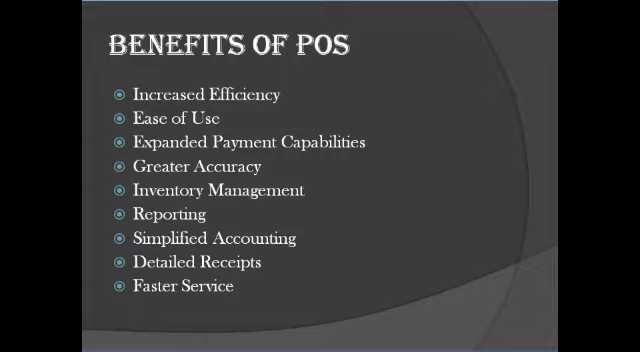 BENEFITS OF POS
Increased Efficiency
Ease of Use
Expanded Payment Capabilities
Greater Accuracy
Inventory Management
Reporting
Simplified Accounting
Detailed Receipts
Faster Service